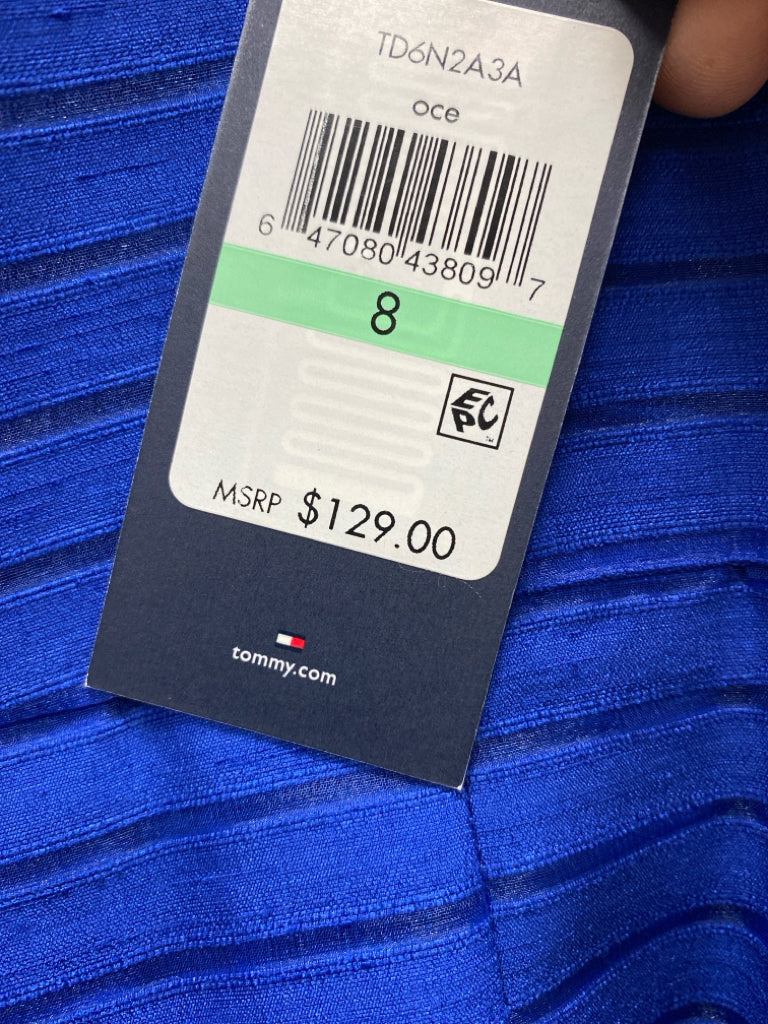 TD6N2A3A
oce
6 47080 43809 7
8
EPC
MSRP $129.00
tommy.com